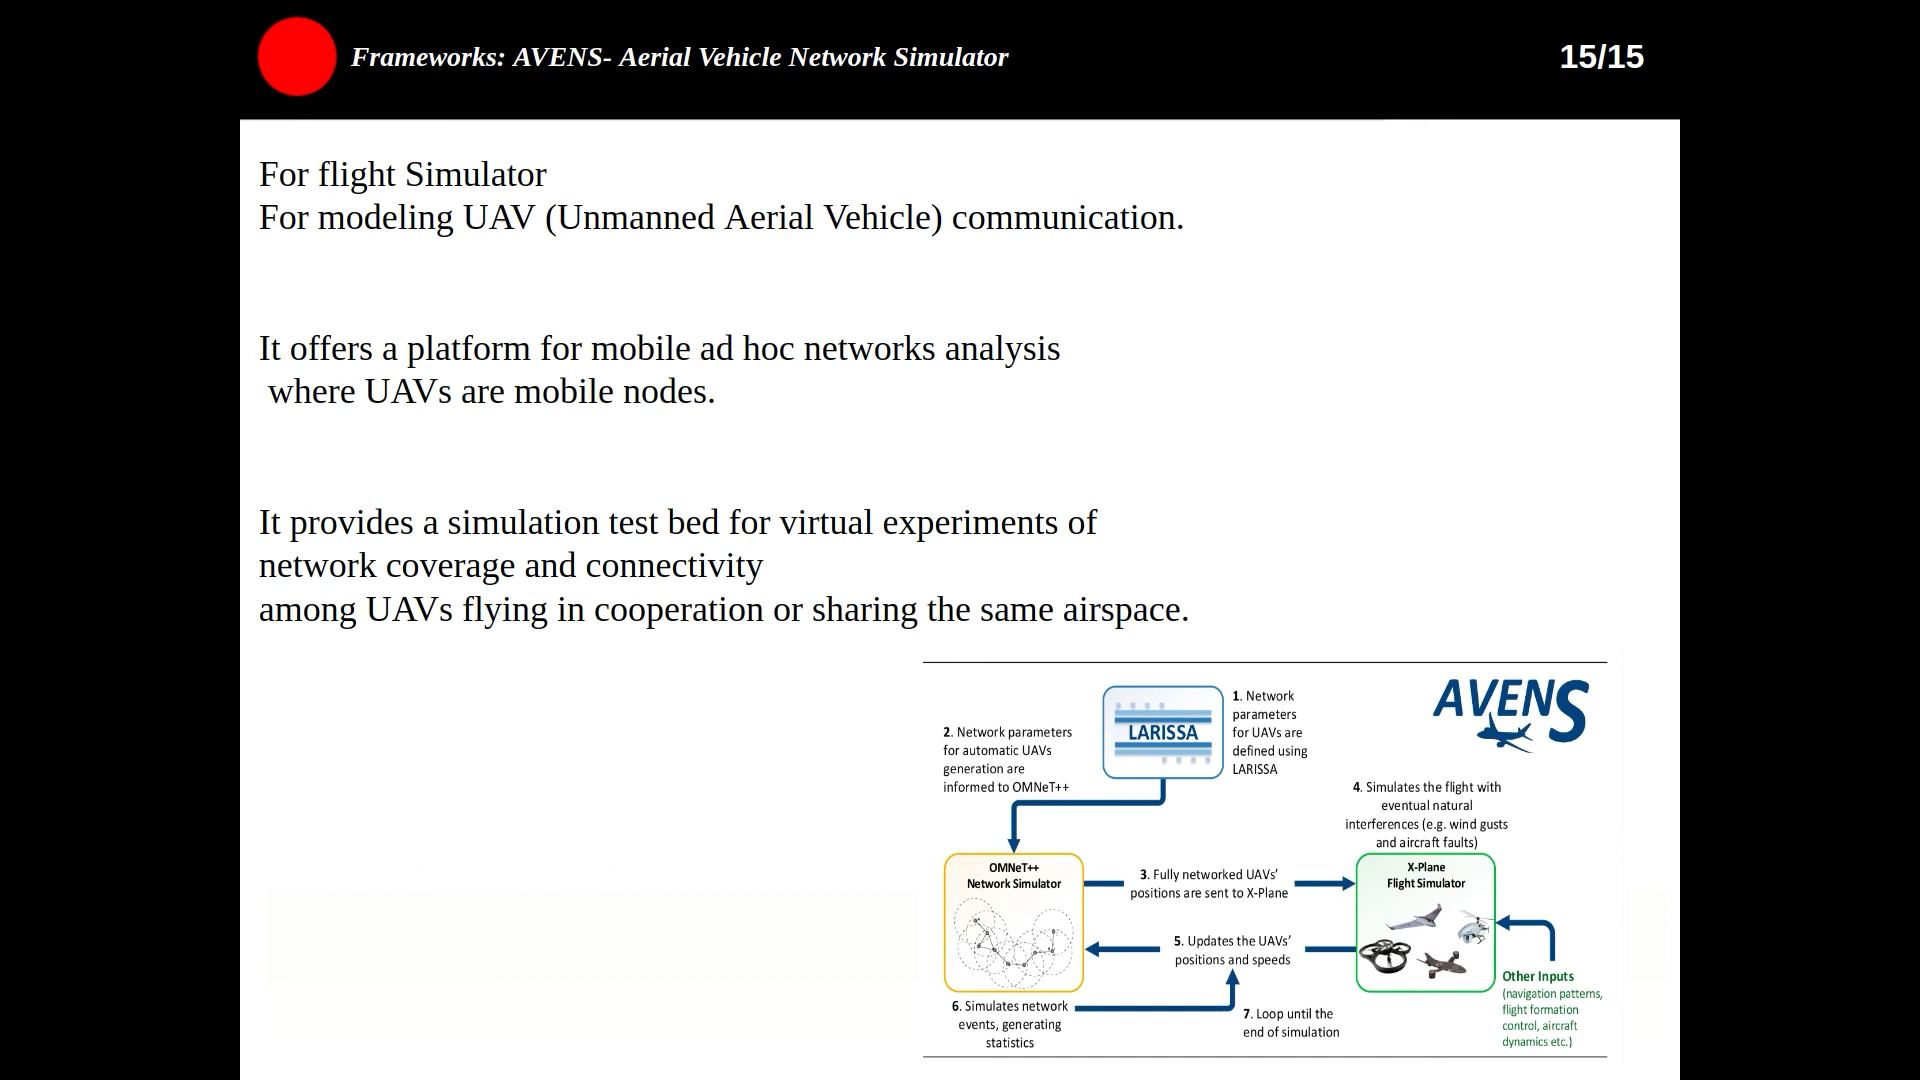 Frameworks: AVENS- Aerial Vehicle Network Simulator
15/15
For flight Simulator
For modeling UAV (Unmanned Aerial Vehicle) communication.
It offers a platform for mobile ad hoc networks analysis
where UAVs are mobile nodes.
It provides a simulation test bed for virtual experiments of
network coverage and connectivity
among UAVs flying in cooperation or sharing the same airspace.
AVENS
LARISSA
1. Network
parameters
for UAVs are
defined using
LARISSA
2. Network parameters
for automatic UAVs
generation are
informed to OMNeT++
4. Simulates the flight with
eventual natural
interferences (e.g. wind gusts
and aircraft faults)
OMNeT++
Network Simulator
3. Fully networked UAVs'
positions are sent to X-Plane
X-Plane
Flight Simulator
5. Updates the UAVs'
positions and speeds
Other Inputs
(navigation patterns,
flight formation
control, aircraft
dynamics etc.)
6. Simulates network
events, generating
statistics
7. Loop until the
end of simulation